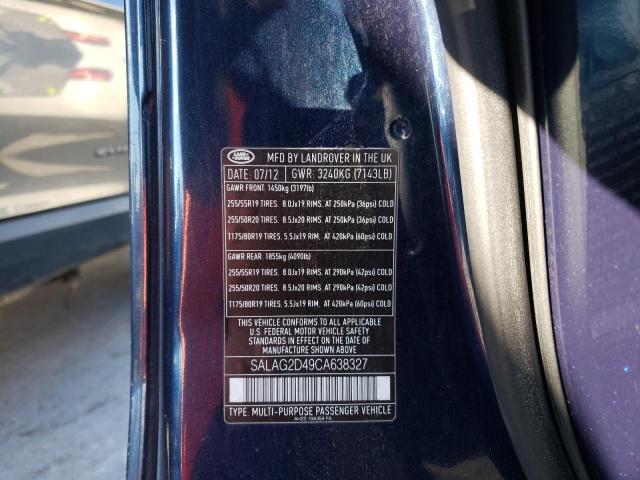 LAND ROVER
MFD BY LANDROVER IN THE UK
DATE: 07/12 GWR: 3240KG (7143LB)
GAWR FRONT. 1450kg (3197lb)
255/55R19 TIRES. 8.0Jx19 RIMS. AT 250kPa (36psi) COLD
255/50R20 TIRES. 8.5Jx20 RIMS. AT 250kPa (36psi) COLD
T175/80R19 TIRES. 5.5Jx19 RIM. AT 420kPa (60psi) COLD
GAWR REAR. 1855kg (4090lb)
255/55R19 TIRES. 8.0Jx19 RIMS. AT 290kPa (42psi) COLD
255/50R20 TIRES. 8.5Jx20 RIMS. AT 290kPa (42psi) COLD
T175/80R19 TIRES. 5.5Jx19 RIM. AT 420kPa (60psi) COLD
THIS VEHICLE CONFORMS TO ALL APPLICABLE
U.S. FEDERAL MOTOR VEHICLE SAFETY
STANDARDS IN EFFECT ON THE DATE OF
MANUFACTURE SHOWN ABOVE
SALAG2D49CA638327
TYPE: MULTI-PURPOSE PASSENGER VEHICLE